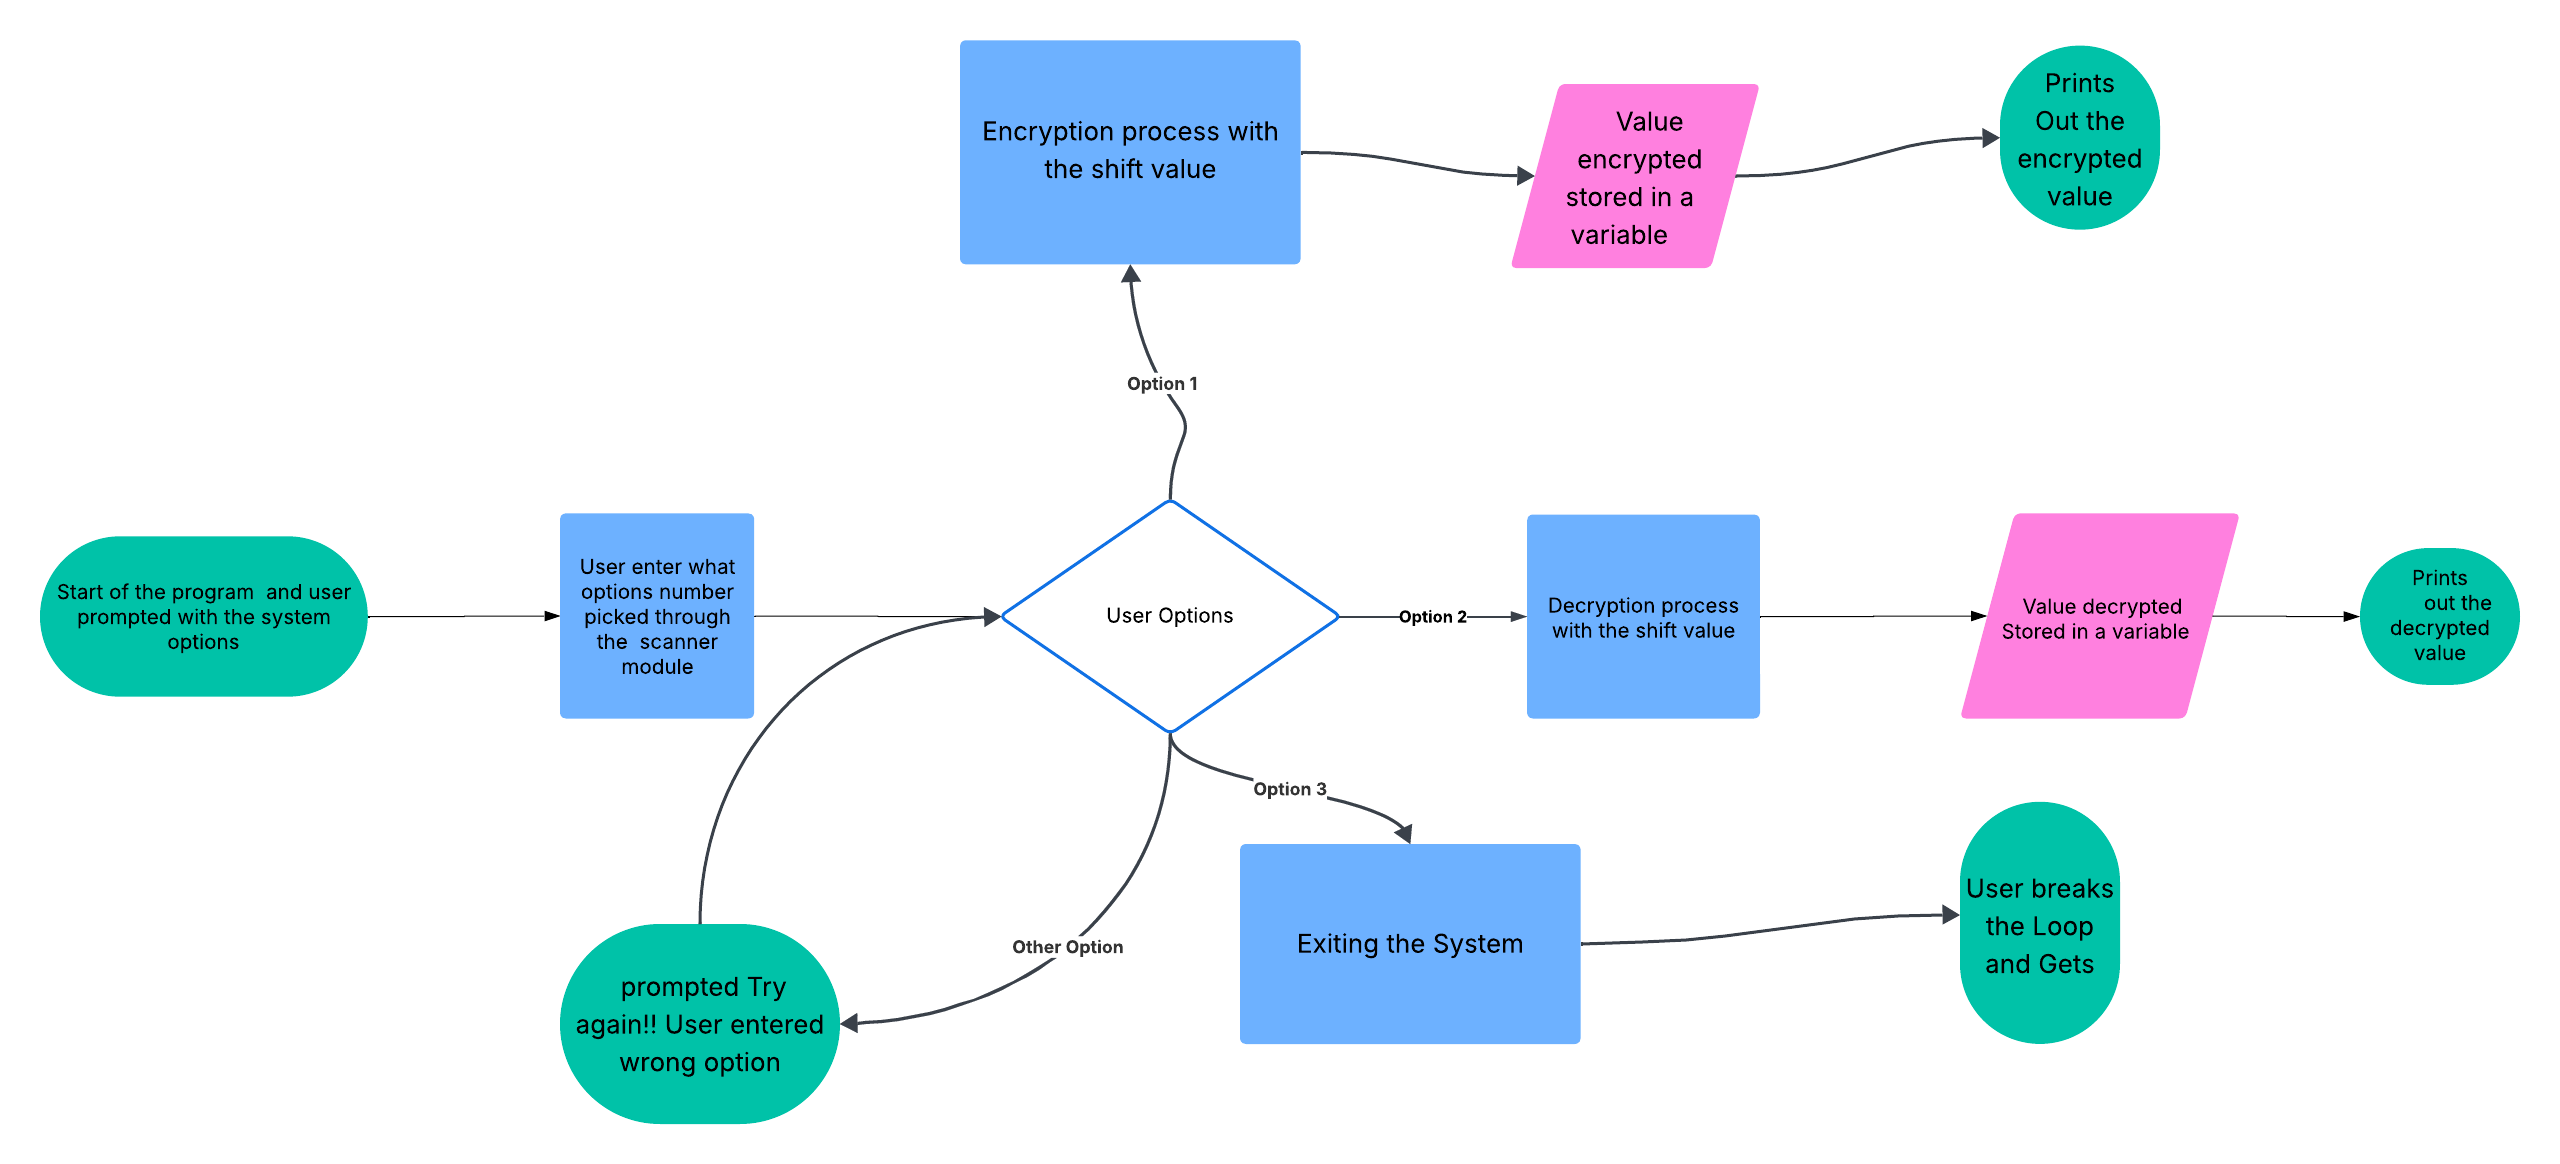 Encryption process with
the shift value
Value
encrypted
stored in a
variable
Prints
Out the
encrypted
value
Option 1
Start of the program  and user
prompted with the system
options
User enter what
options number
picked through
the  scanner
module
User Options
Option 2
Decryption process
with the shift value
Value decrypted
Stored in a variable
Prints
out the
decrypted
value
Option 3
Other Option
Exiting the System
User breaks
the Loop
and Gets
prompted Try
again!! User entered
wrong option